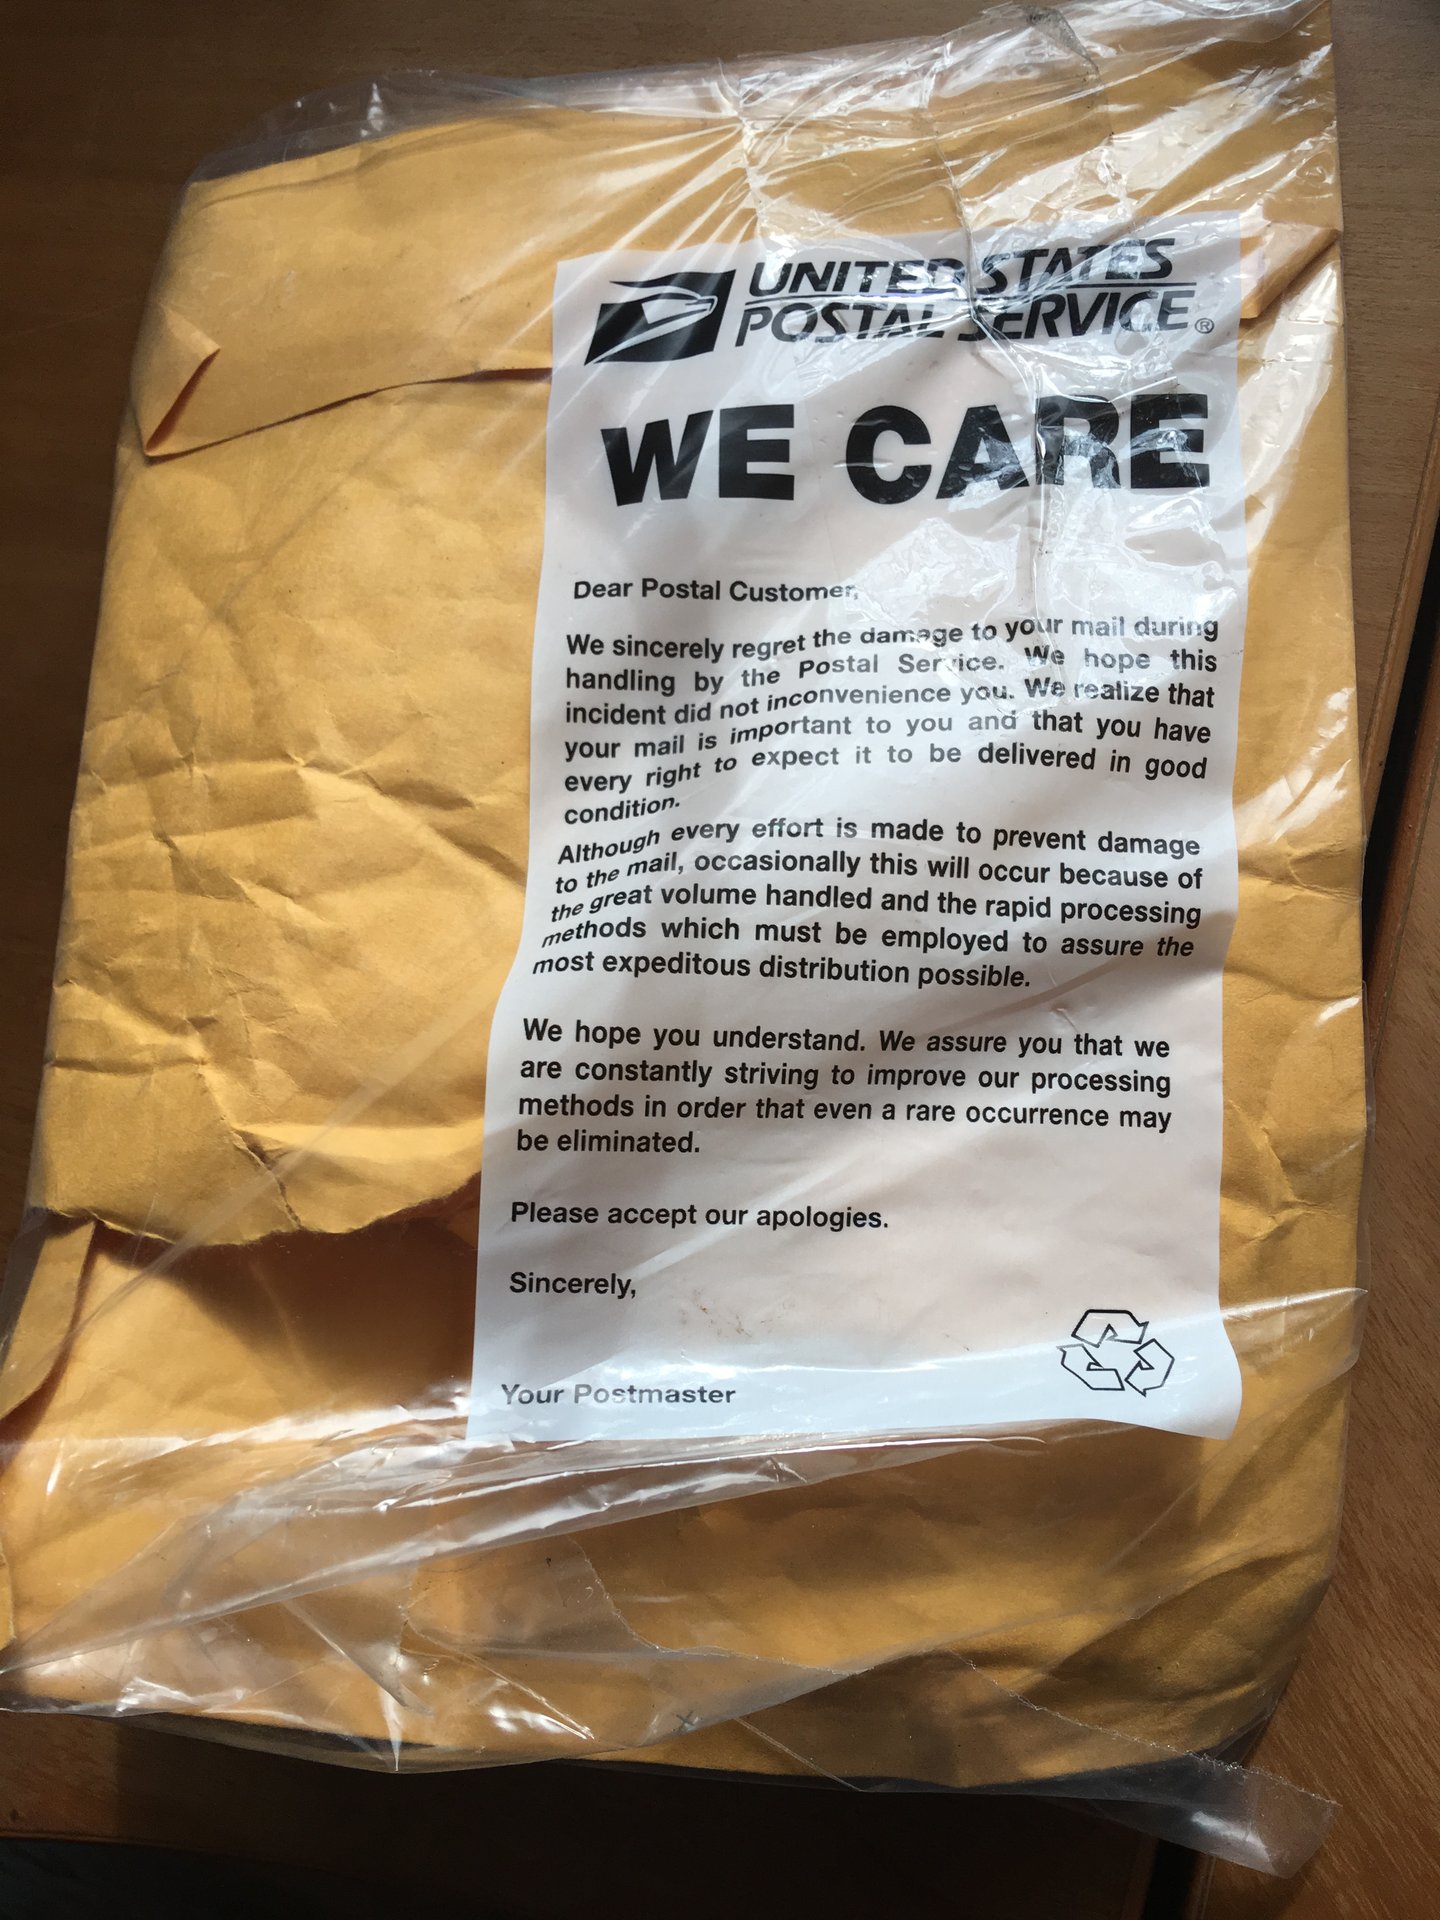 UNITED STATES
POSTAL SERVICE®
WE CARE
Dear Postal Customer,
We sincerely regret the damage to your mail during
handling by the Postal Service. We hope this
incident did not inconvenience you. We realize that
your mail is important to you and that you have
every right to expect it to be delivered in good
condition.
Although every effort is made to prevent damage
to the mail, occasionally this will occur because of
the great volume handled and the rapid processing
methods which must be employed to assure the
most expeditous distribution possible.
We hope you understand. We assure you that we
are constantly striving to improve our processing
methods in order that even a rare occurrence may
be eliminated.
Please accept our apologies.
Sincerely,
Your Postmaster